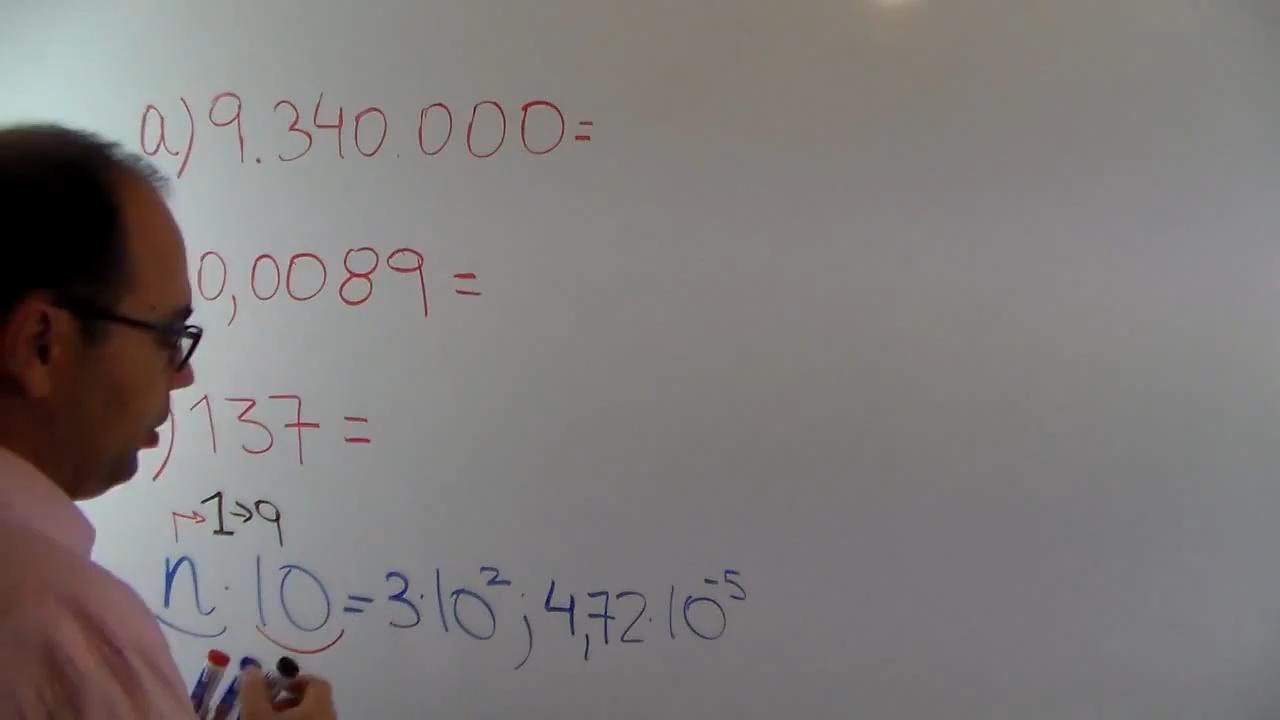 a) 9.340.000=
0,0089 =
) 137 =
1→9
n · 10 = 3·10²; 4,72·10⁻⁵